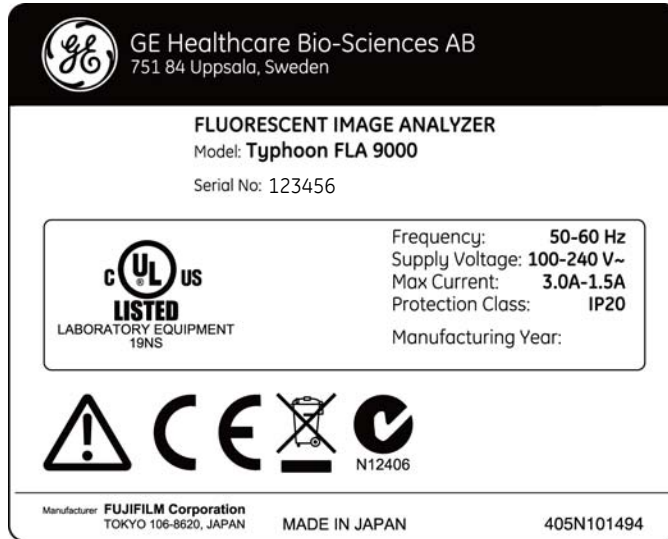 GE
GE Healthcare Bio-Sciences AB
751 84 Uppsala, Sweden
FLUORESCENT IMAGE ANALYZER
Model: Typhoon FLA 9000
Serial No: 123456
C UL US
®
LISTED
LABORATORY EQUIPMENT
19NS
Frequency: 50-60 Hz
Supply Voltage: 100-240 V~
Max Current: 3.0A-1.5A
Protection Class: IP20
Manufacturing Year:
CE
N12406
Manufacturer FUJIFILM Corporation
TOKYO 106-8620, JAPAN
MADE IN JAPAN
405N101494